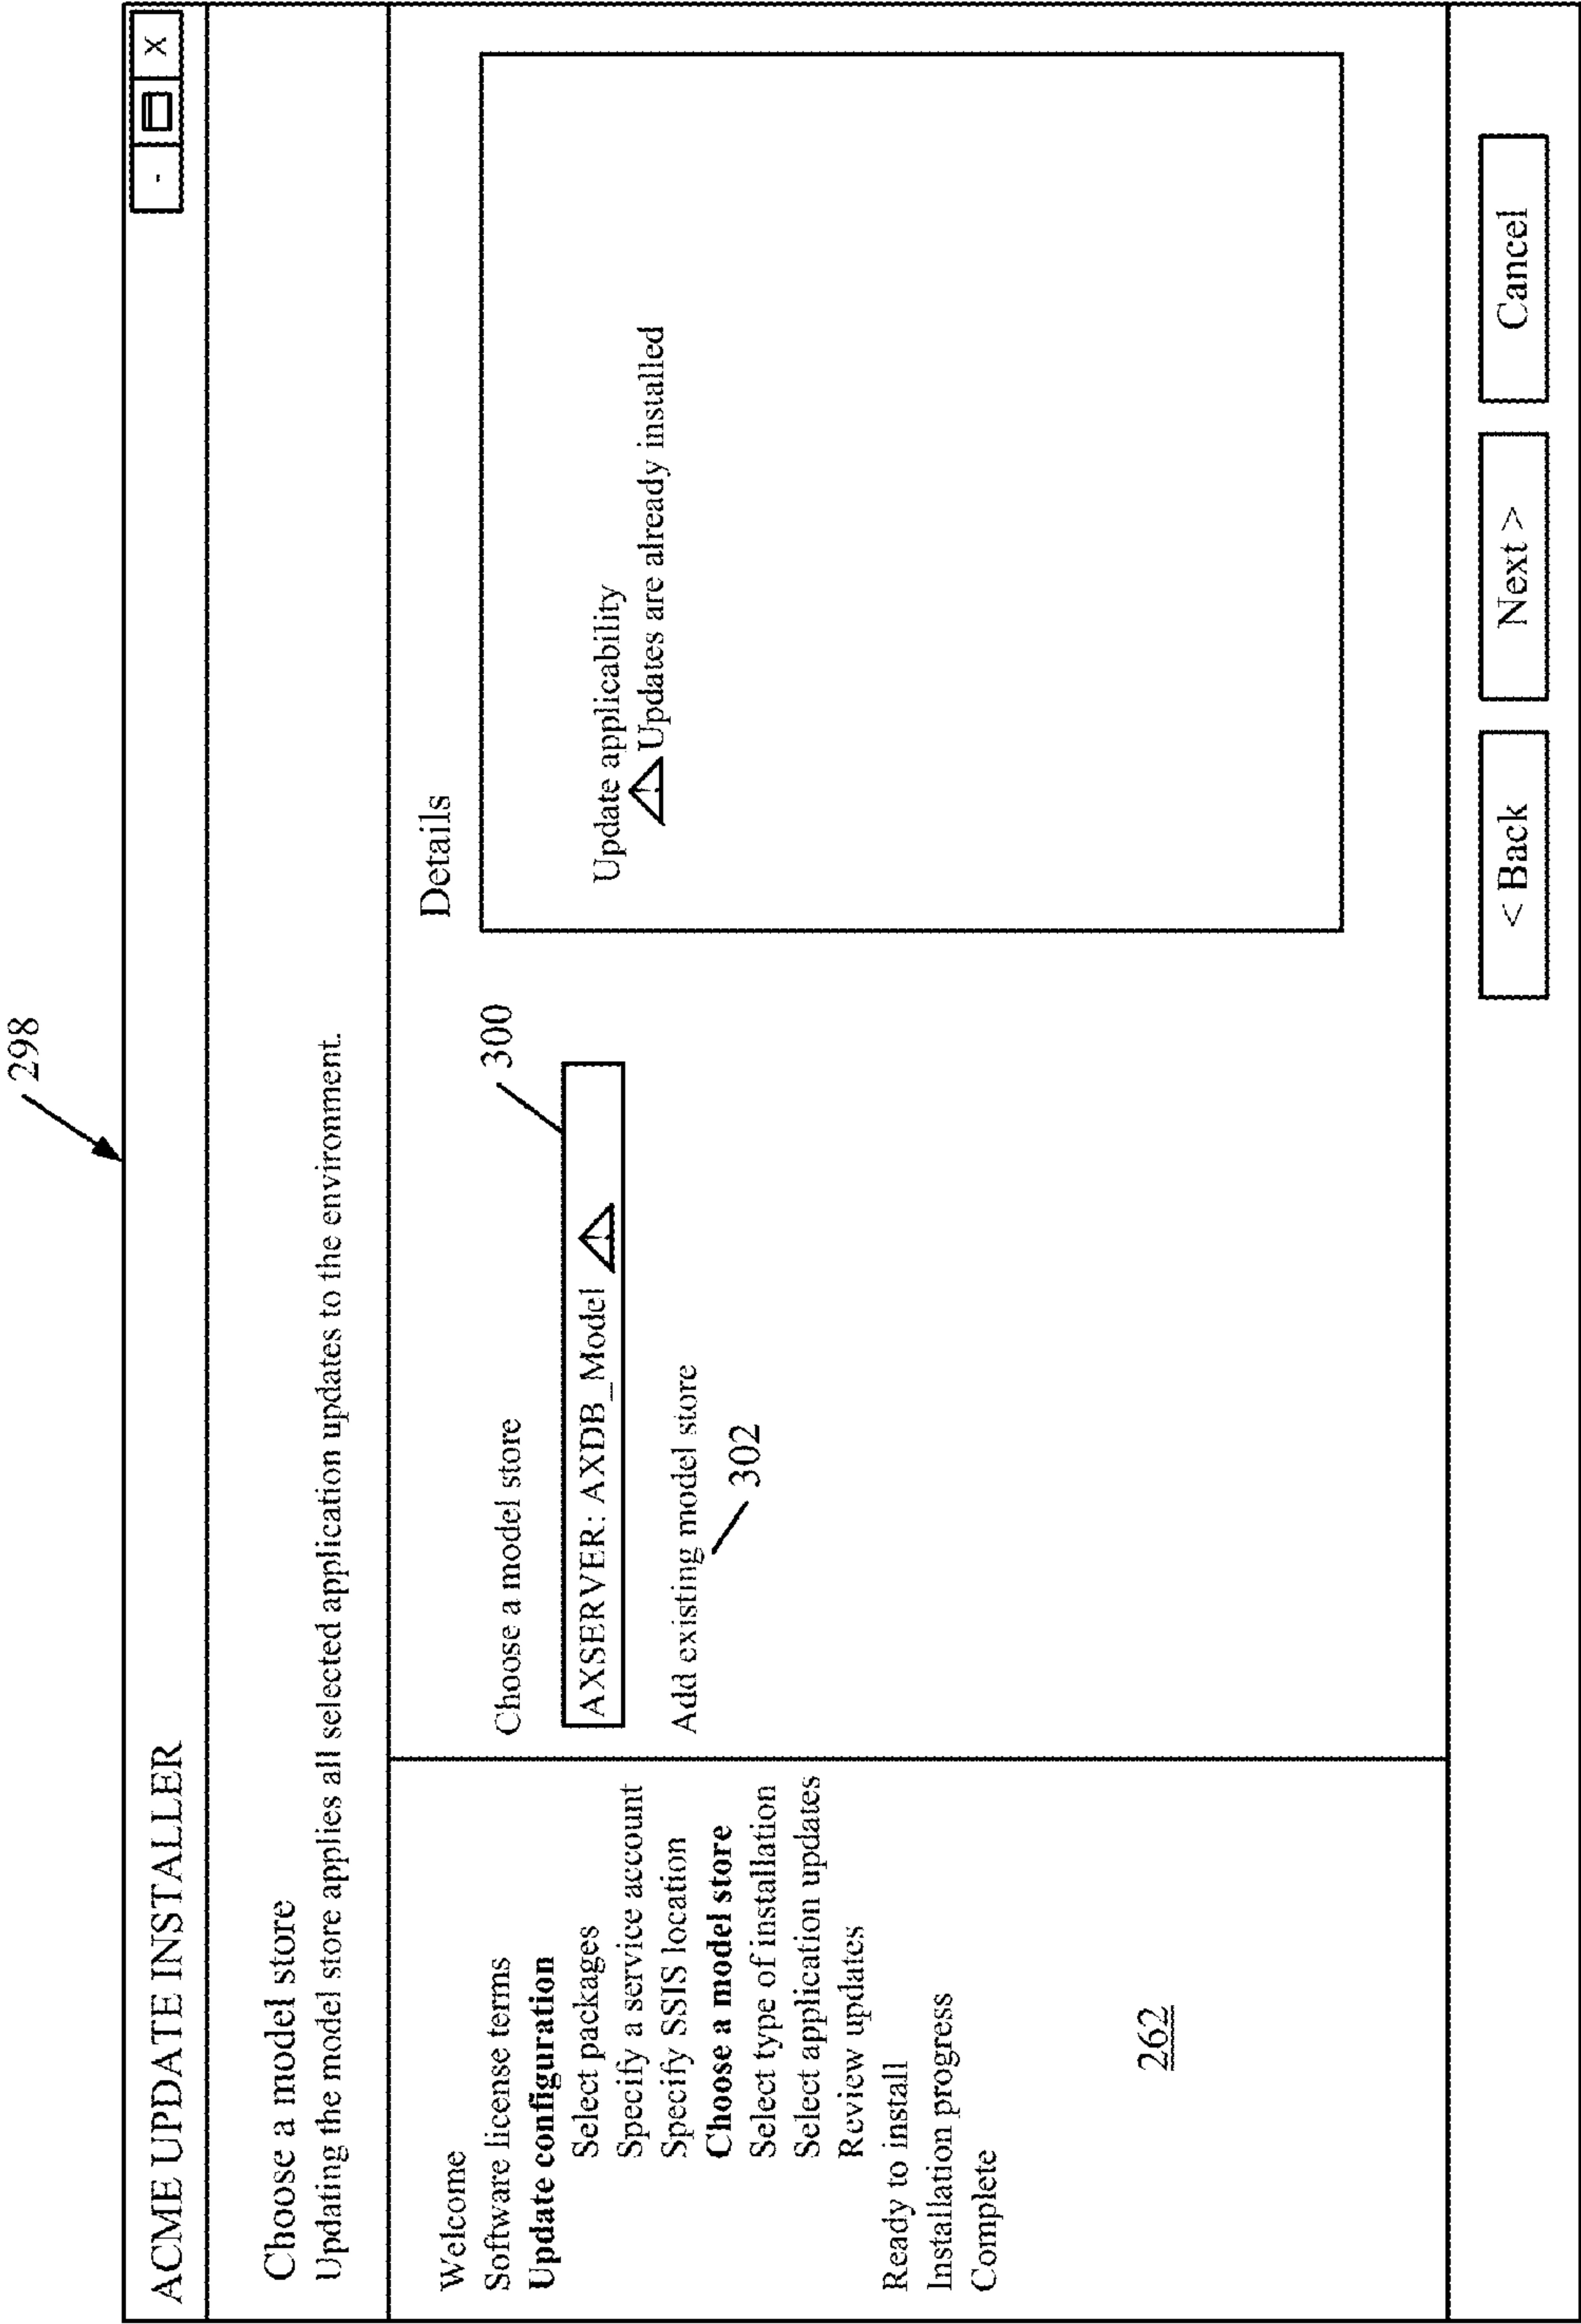 298
ACME UPDATE INSTALLER
- X
Choose a model store
Updating the model store applies all selected application updates to the environment.
Welcome
Software license terms
Update configuration
Select packages
Specify a service account
Specify SSIS location
Choose a model store
Select type of installation
Select application updates
Review updates
Ready to install
Installation progress
Complete
262
Choose a model store
300
AXSERVER: AXDB_Model
Add existing model store
302
Details
Update applicability
Updates are already installed
< Back
Next >
Cancel